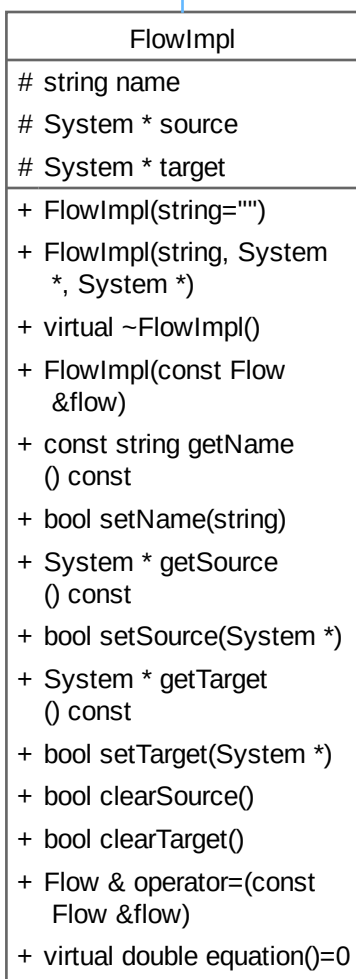 FlowImpl
# string name
# System * source
# System * target
+ FlowImpl(string="")
+ FlowImpl(string, System
*, System *)
+ virtual ~FlowImpl()
+ FlowImpl(const Flow
&flow)
+ const string getName
() const
+ bool setName(string)
+ System * getSource
() const
+ bool setSource(System *)
+ System * getTarget
() const
+ bool setTarget(System *)
+ bool clearSource()
+ bool clearTarget()
+ Flow & operator=(const
Flow &flow)
+ virtual double equation()=0